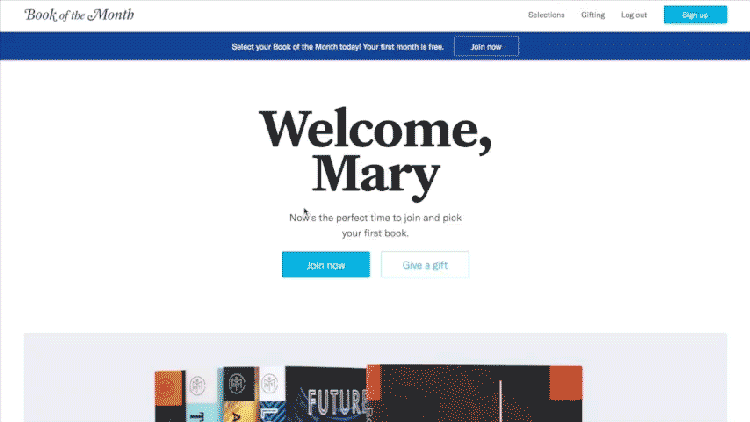 Book of the Month
Selections Gifting Log out Sign up
Select your Book of the Month today! Your first month is free. Join now
Welcome,
Mary
Now's the perfect time to join and pick
your first book.
Join now Give a gift
T A L FUTURE